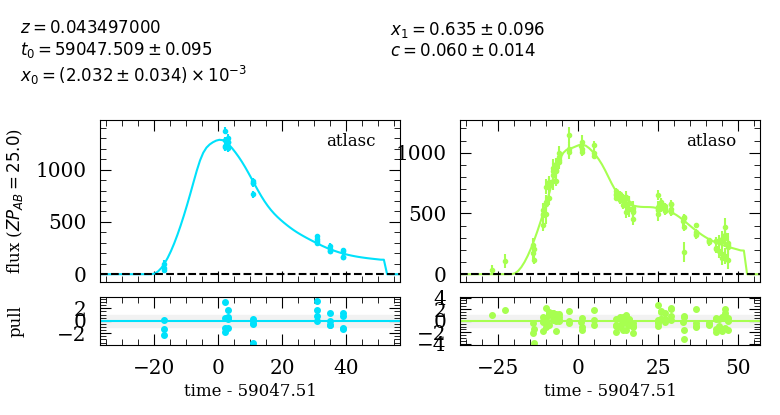 z = 0.043497000
t₀ = 59047.509 ± 0.095
x₀ = (2.032 ± 0.034) × 10⁻³
x₁ = 0.635 ± 0.096
c = 0.060 ± 0.014
atlasc
atlaso
flux (ZP_AB = 25.0)
1000
500
0
1000
500
0
pull
2
0
−2
4
2
0
−2
−4
−20 0 20 40
−25 0 25 50
time - 59047.51
time - 59047.51